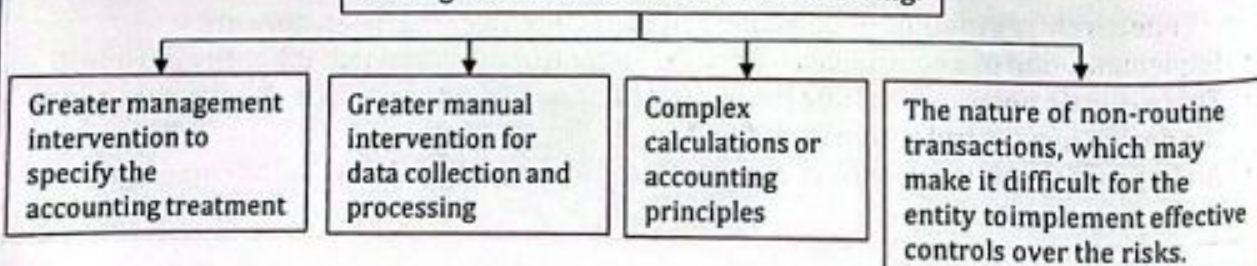 Greater management
intervention to
specify the
accounting treatment
Greater manual
intervention for
data collection and
processing
Complex
calculations or
accounting
principles
The nature of non-routine
transactions, which may
make it difficult for the
entity toimplement effective
controls over the risks.